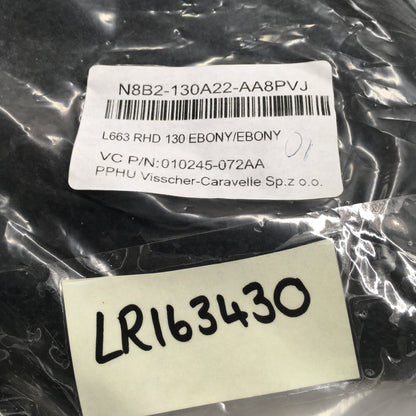 N8B2-130A22-AA8PVJ
L663 RHD 130 EBONY/EBONY
01
VC P/N:010245-072AA
PPHU Visscher-Caravelle Sp.z o.o.
LR163430